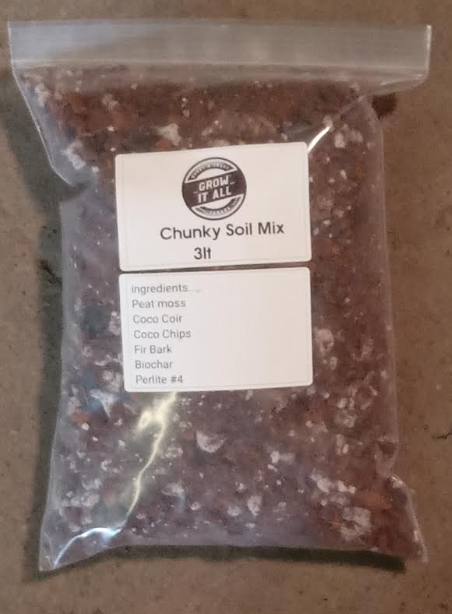 GROW
IT ALL
Chunky Soil Mix
3lt
ingredients....
Peat moss
Coco Coir
Coco Chips
Fir Bark
Biochar
Perlite #4